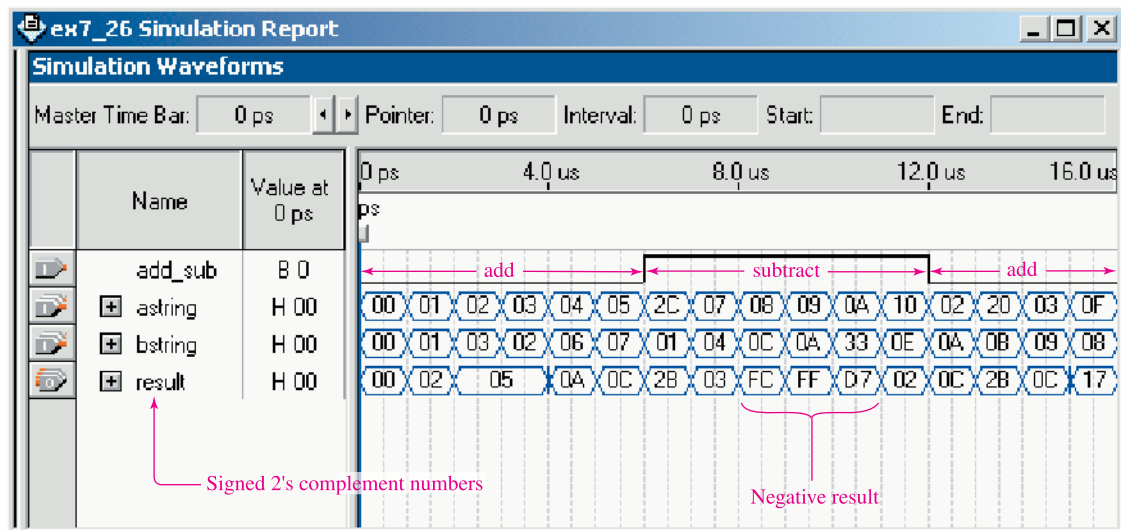 ex7_26 Simulation Report
Simulation Waveforms
Master Time Bar: 0 ps Pointer: 0 ps Interval: 0 ps Start: End:
Name Value at 0 ps
0 ps 4.0 us 8.0 us 12.0 us 16.0 us
ps
add_sub B 0 add subtract add
astring H 00 00 01 02 03 04 05 2C 07 08 09 0A 10 02 20 03 0F
bstring H 00 00 01 03 02 06 07 01 04 0C 0A 33 0E 0A 0B 09 08
result H 00 00 02 05 0A 0C 2B 03 FC FF D7 02 0C 2B 0C 17
Signed 2's complement numbers
Negative result